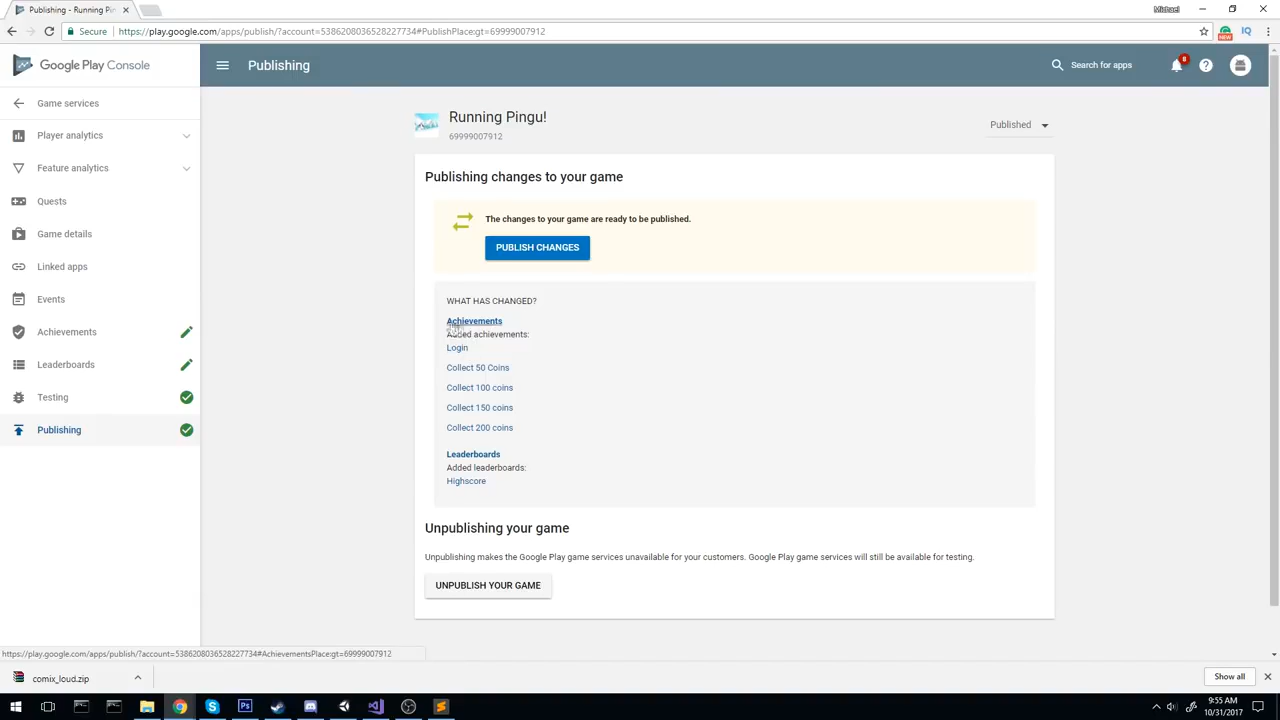 Publishing - Running Pin
Michael
Secure
https://play.google.com/apps/publish/?account=5386208036528227734#PublishPlace:gt=69999007912
NEW
IQ
Google Play Console
Publishing
Search for apps
8
Game services
Player analytics
Feature analytics
Quests
Game details
Linked apps
Events
Achievements
Leaderboards
Testing
Publishing
Running Pingu!
69999007912
Published
Publishing changes to your game
The changes to your game are ready to be published.
PUBLISH CHANGES
WHAT HAS CHANGED?
Achievements
Added achievements:
Login
Collect 50 Coins
Collect 100 coins
Collect 150 coins
Collect 200 coins
Leaderboards
Added leaderboards:
Highscore
Unpublishing your game
Unpublishing makes the Google Play game services unavailable for your customers. Google Play game services will still be available for testing.
UNPUBLISH YOUR GAME
https://play.google.com/apps/publish/?account=5386208036528227734#AchievementsPlace:gt=69999007912
comix_loud.zip
Show all
9:55 AM
10/31/2017